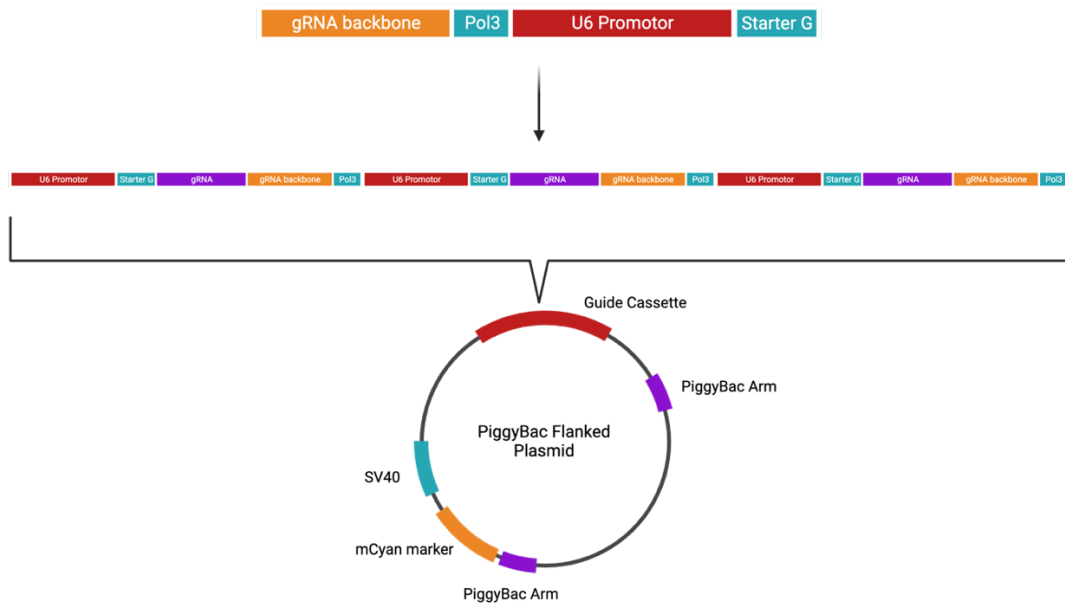 gRNA backbone Pol3 U6 Promotor Starter G
U6 Promotor Starter G gRNA gRNA backbone Pol3 U6 Promotor Starter G gRNA gRNA backbone Pol3 U6 Promotor Starter G gRNA gRNA backbone Pol3
Guide Cassette
PiggyBac Arm
PiggyBac Flanked
Plasmid
SV40
mCyan marker
PiggyBac Arm